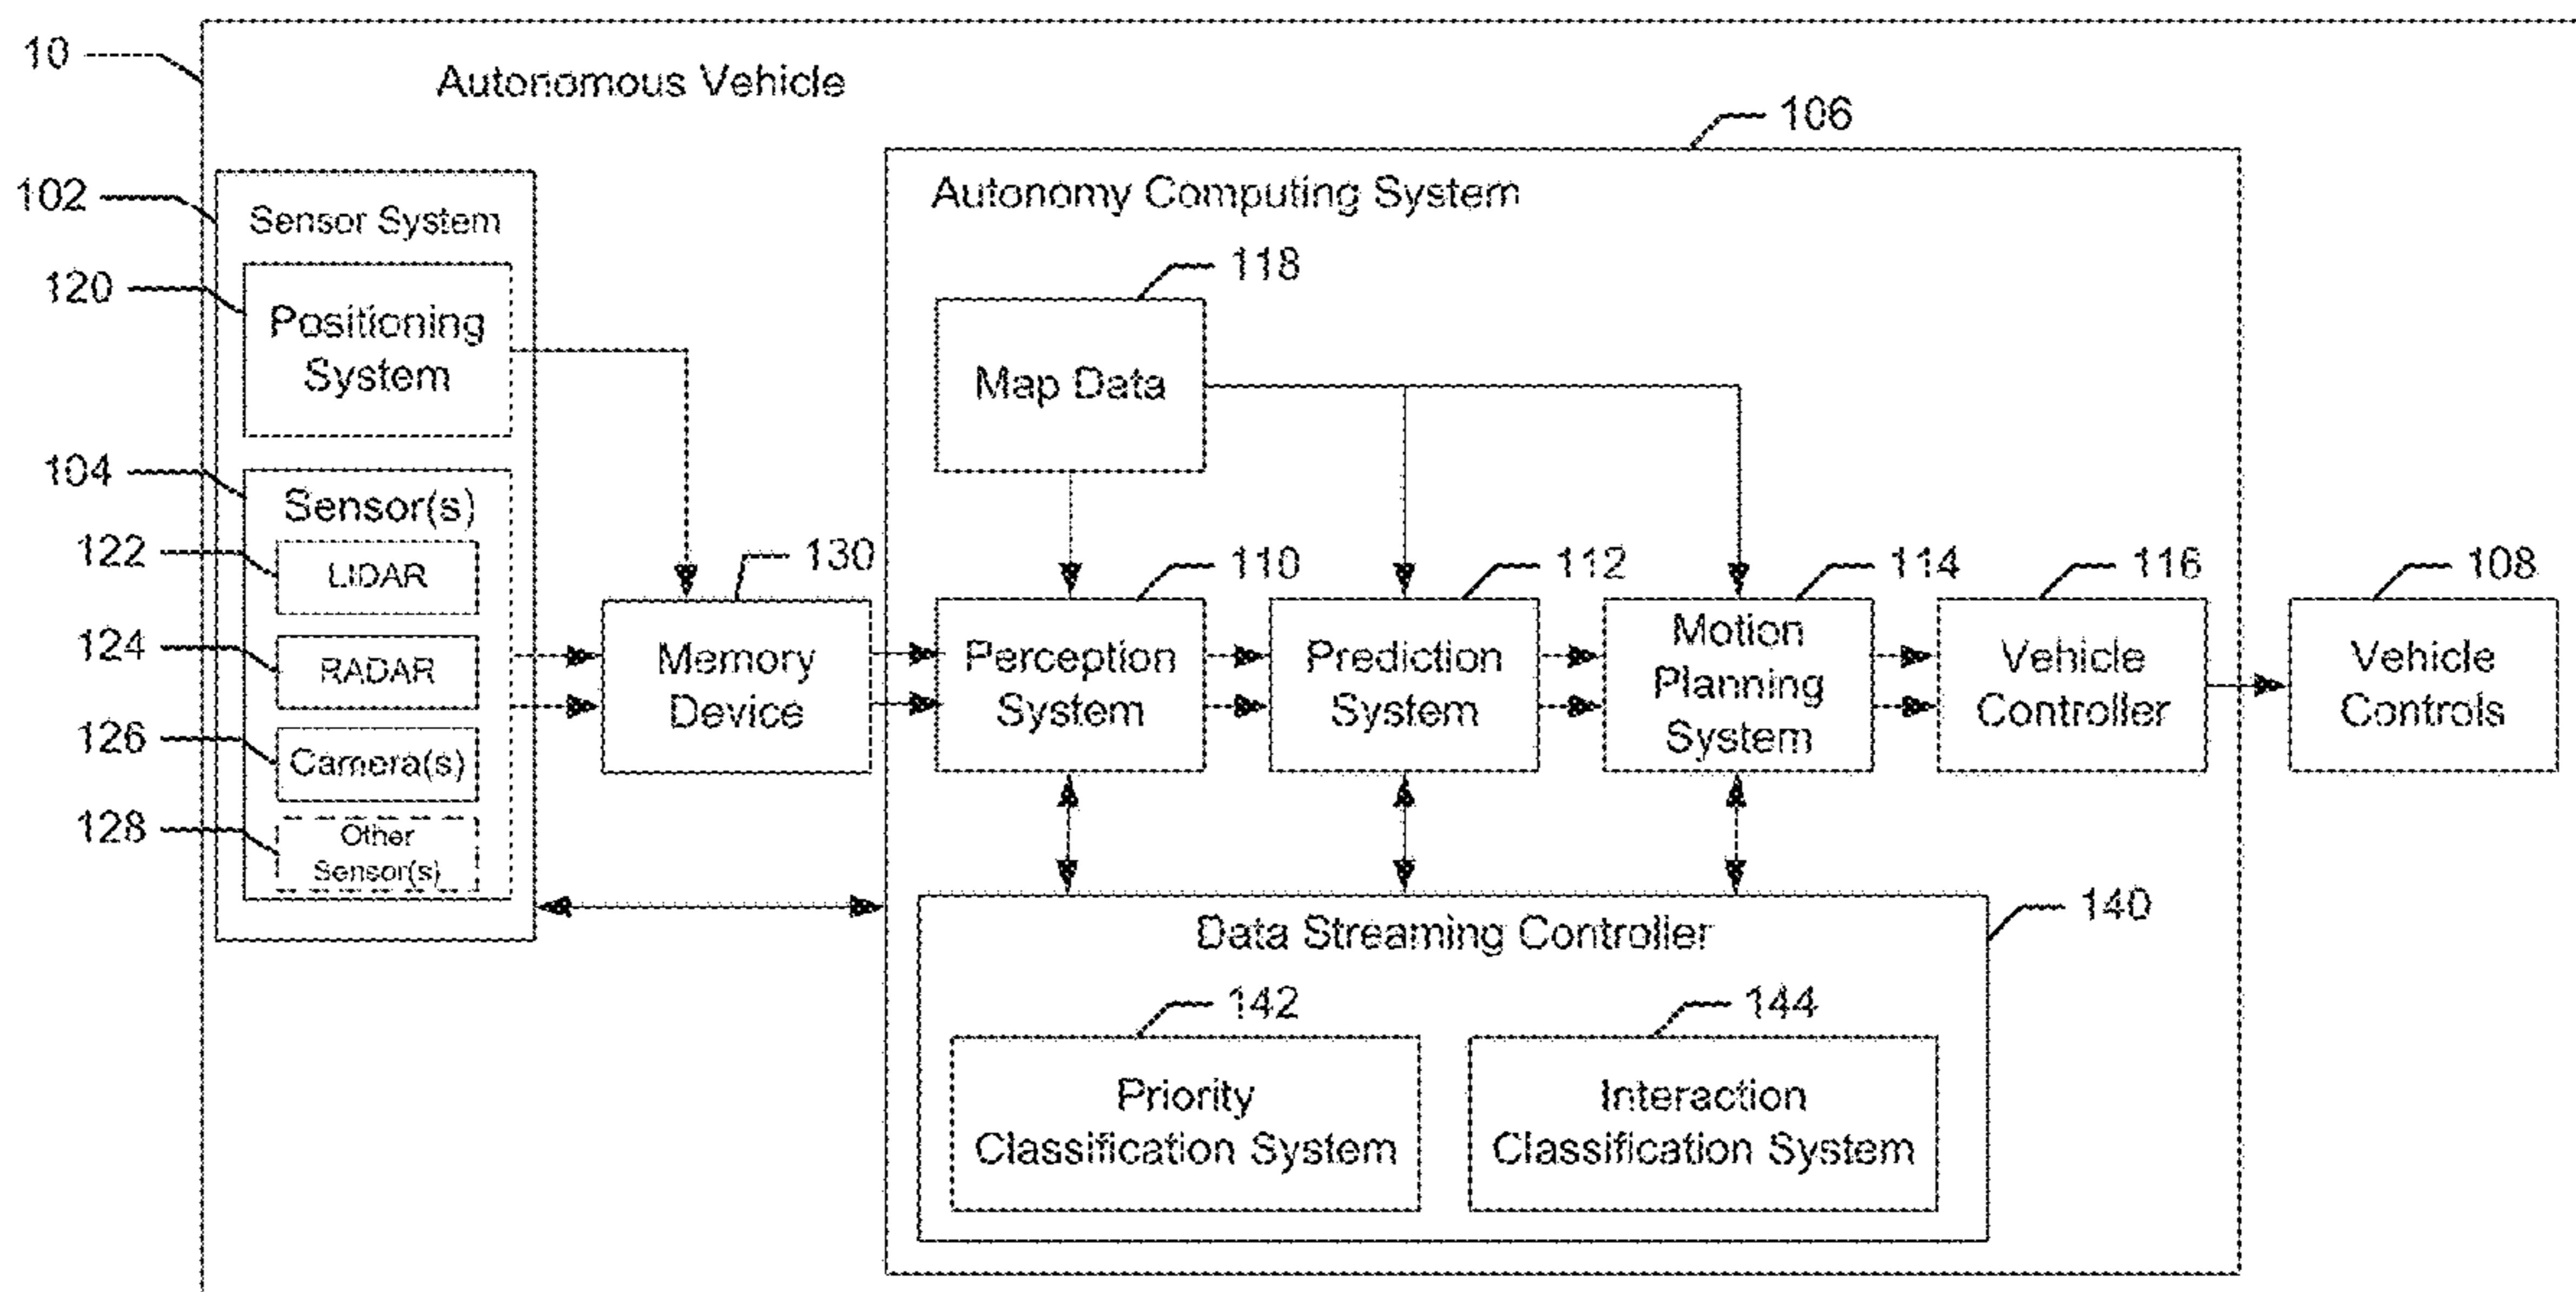 10
Autonomous Vehicle
106
102
Sensor System
Autonomy Computing System
120
Positioning
System
118
Map Data
104
Sensor(s)
122
LIDAR
124
RADAR
126
Camera(s)
128
Other
Sensor(s)
130
Memory
Device
110
Perception
System
112
Prediction
System
114
Motion
Planning
System
116
Vehicle
Controller
108
Vehicle
Controls
140
Data Streaming Controller
142
Priority
Classification System
144
Interaction
Classification System